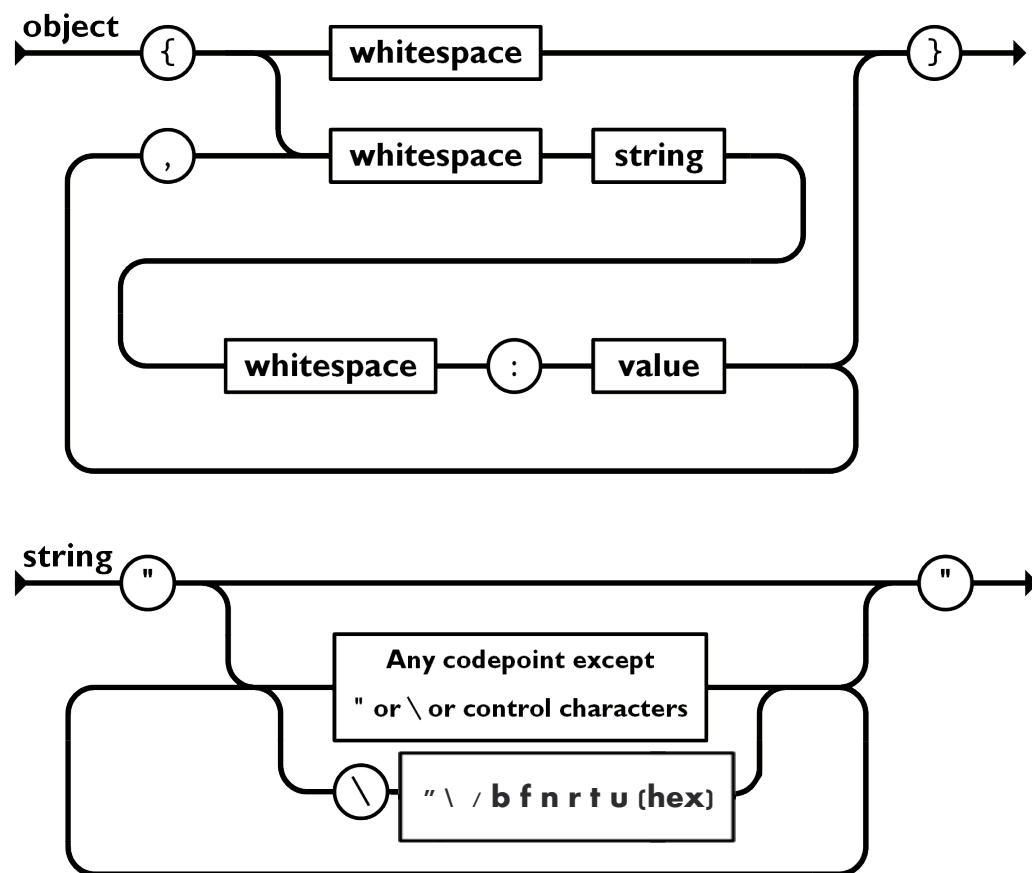 object
{ whitespace }
, whitespace string
whitespace : value
string
" "
Any codepoint except
" or \ or control characters
\ " \ / b f n r t u (hex)